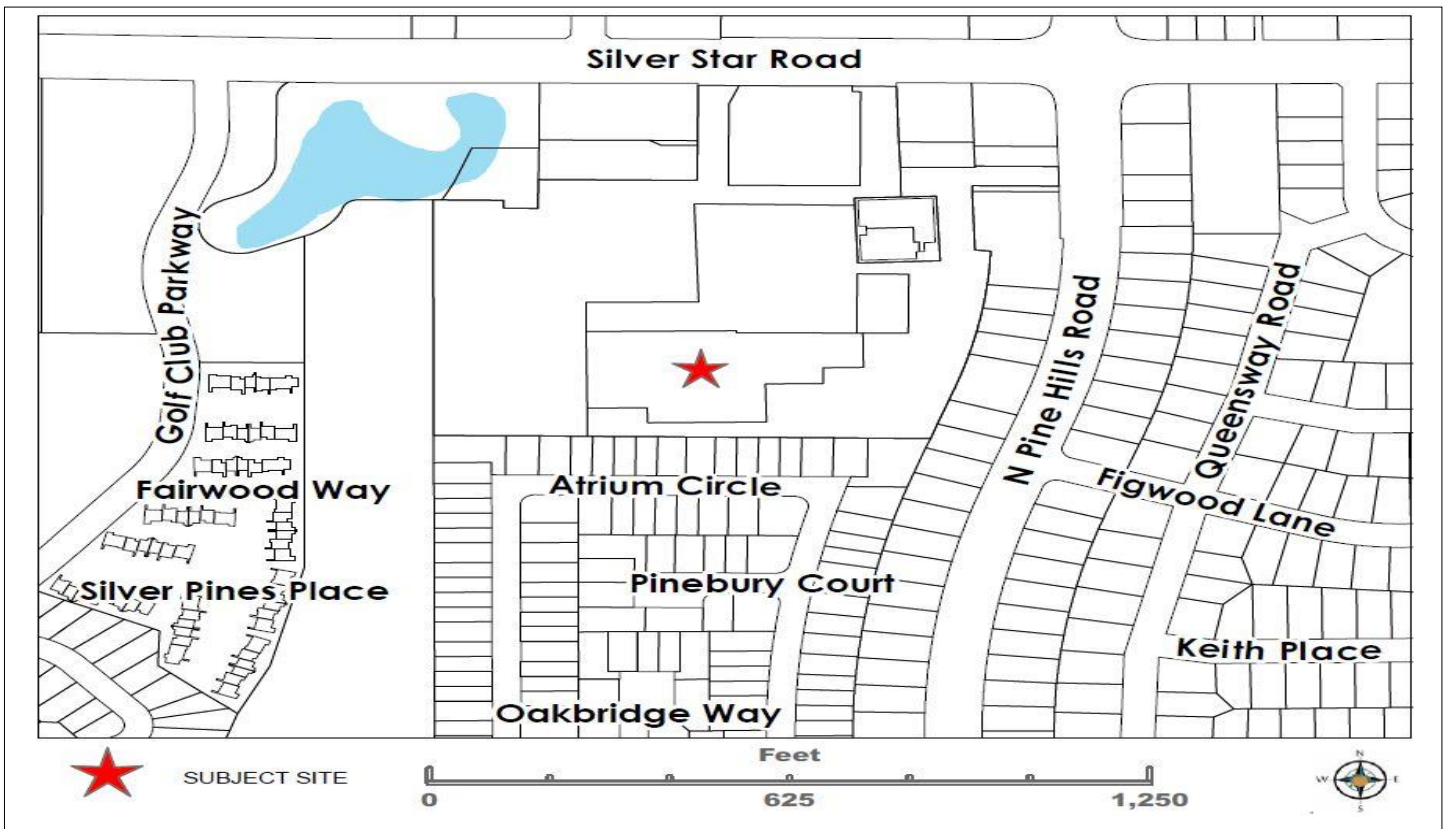 Silver Star Road
Golf Club Parkway
N Pine Hills Road
Queensway Road
Fairwood Way
Atrium Circle
Figwood Lane
Silver Pines Place
Pinebury Court
Keith Place
Oakbridge Way
SUBJECT SITE
Feet
0 625 1,250
N
W E
S